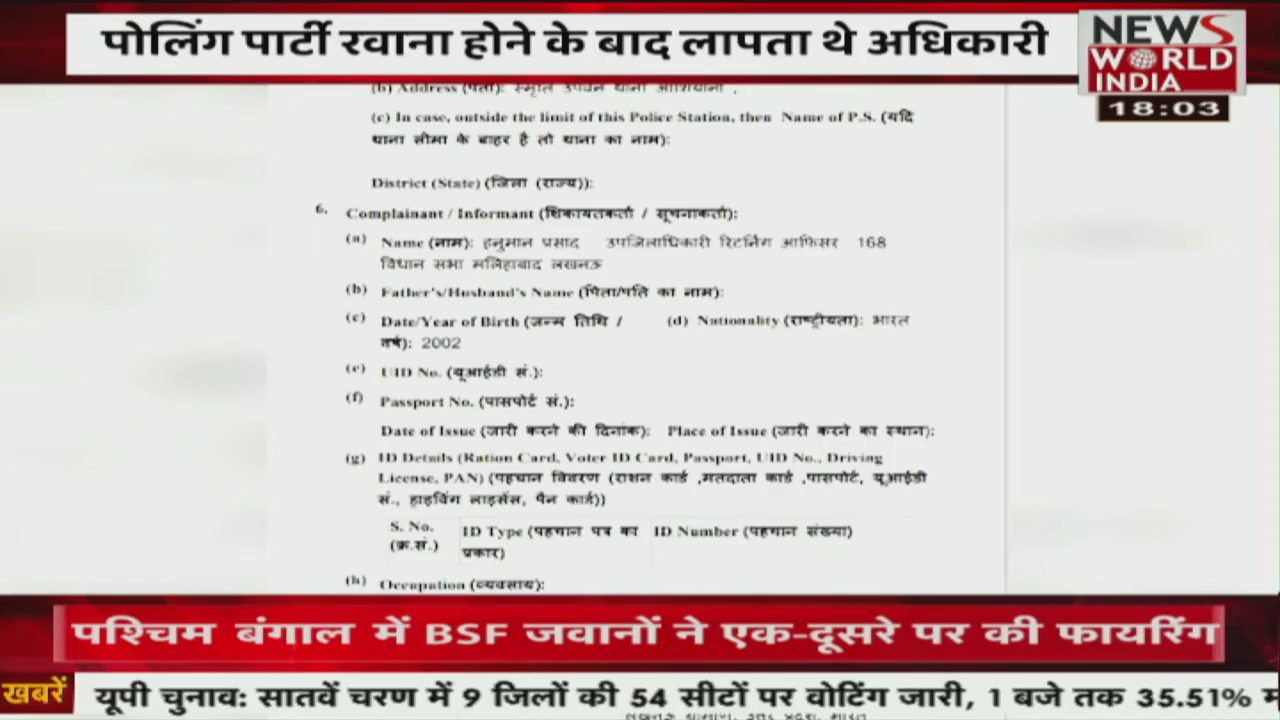 पोलिंग पार्टी रवाना होने के बाद लापता थे अधिकारी
NEWS
WORLD
INDIA
18:03
(b) Address (पता): स्मृति उपवन थाना आशियाना ,
(c) In case, outside the limit of this Police Station, then Name of P.S. (यदि
थाना सीमा के बाहर है तो थाना का नाम):
District (State) (जिला (राज्य)):
6. Complainant / Informant (शिकायतकर्ता / सूचनाकर्ता):
(a) Name (नाम): हनुमान प्रसाद उपजिलाधिकारी रिटर्निंग आफिसर 168
विधान सभा मलिहाबाद लखनऊ
(b) Father's/Husband's Name (पिता/पति का नाम):
(c) Date/Year of Birth (जन्म तिथि / (d) Nationality (राष्ट्रीयता): भारत
वर्ष): 2002
(e) UID No. (यूआईडी सं.):
(f) Passport No. (पासपोर्ट सं.):
Date of Issue (जारी करने की दिनांक): Place of Issue (जारी करने का स्थान):
(g) ID Details (Ration Card, Voter ID Card, Passport, UID No., Driving
License, PAN) (पहचान विवरण (राशन कार्ड ,मतदाता कार्ड ,पासपोर्ट, यूआईडी
सं., ड्राइविंग लाइसेंस, पैन कार्ड))
S. No. ID Type (पहचान पत्र का ID Number (पहचान संख्या)
(क्र.सं.) प्रकार)
(h) Occupation (व्यवसाय):
पश्चिम बंगाल में BSF जवानों ने एक-दूसरे पर की फायरिंग
खबरें यूपी चुनाव: सातवें चरण में 9 जिलों की 54 सीटों पर वोटिंग जारी, 1 बजे तक 35.51%